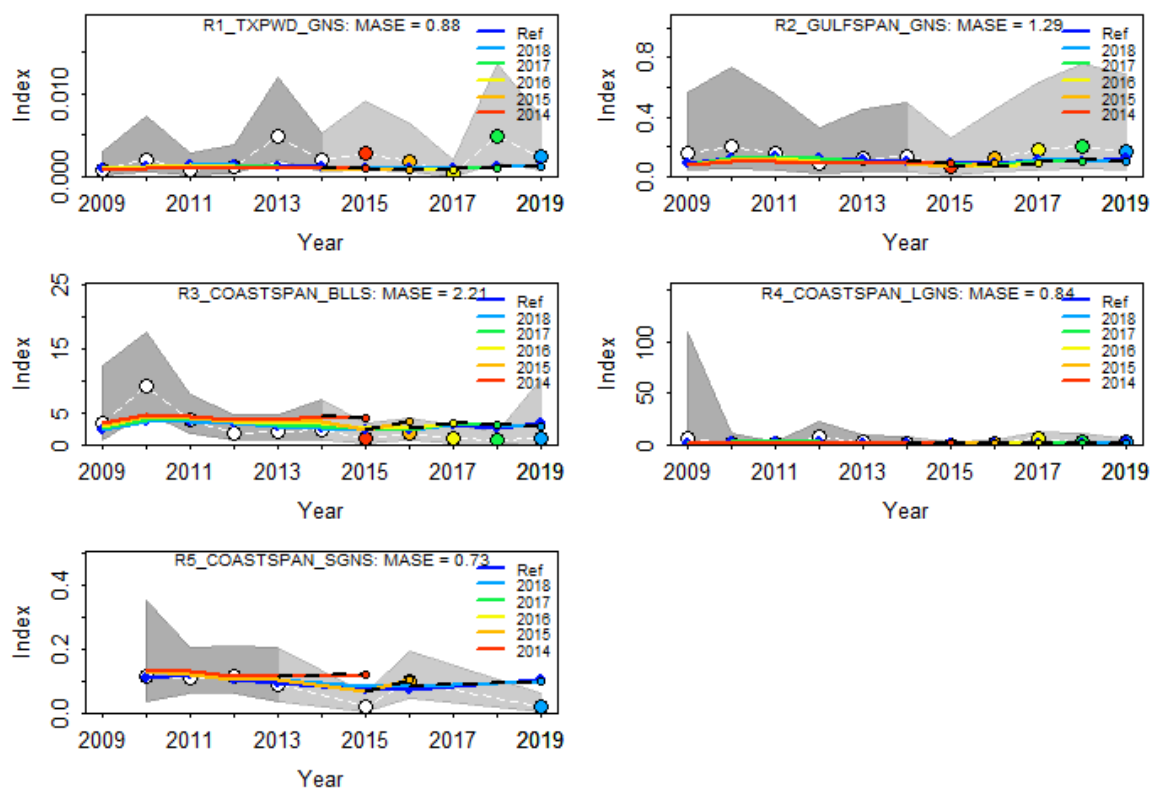 R1_TXPWD_GNS: MASE = 0.88
Index
0.000 0.010
Ref
2018
2017
2016
2015
2014
2009 2011 2013 2015 2017 2019
Year
R2_GULFSPAN_GNS: MASE = 1.29
Index
0.0 0.4 0.8
Ref
2018
2017
2016
2015
2014
2009 2011 2013 2015 2017 2019
Year
R3_COASTSPAN_BLLS: MASE = 2.21
Index
0 5 15 25
Ref
2018
2017
2016
2015
2014
2009 2011 2013 2015 2017 2019
Year
R4_COASTSPAN_LGNS: MASE = 0.84
Index
0 50 100
Ref
2018
2017
2016
2015
2014
2009 2011 2013 2015 2017 2019
Year
R5_COASTSPAN_SGNS: MASE = 0.73
Index
0.0 0.2 0.4
Ref
2018
2017
2016
2015
2014
2009 2011 2013 2015 2017 2019
Year